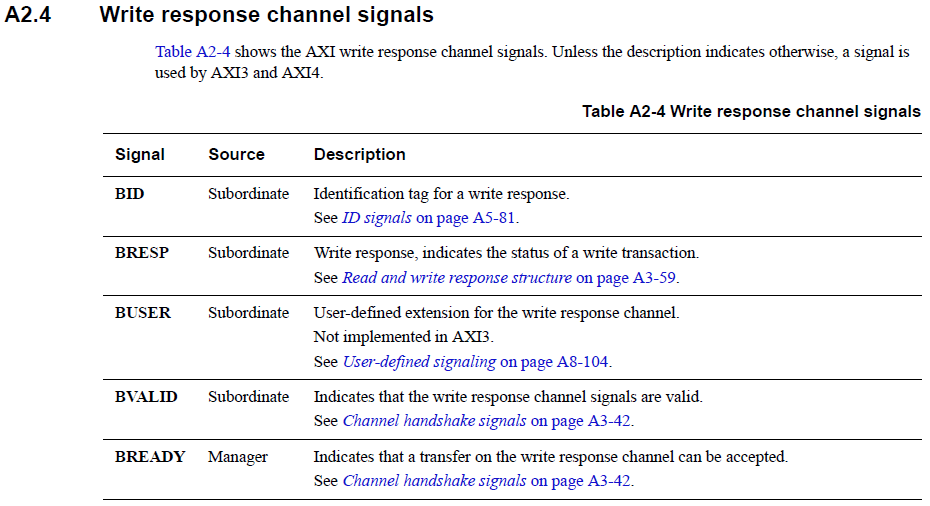 A2.4 Write response channel signals
Table A2-4 shows the AXI write response channel signals. Unless the description indicates otherwise, a signal is
used by AXI3 and AXI4.
Table A2-4 Write response channel signals
Signal Source Description
BID Subordinate Identification tag for a write response.
See ID signals on page A5-81.
BRESP Subordinate Write response, indicates the status of a write transaction.
See Read and write response structure on page A3-59.
BUSER Subordinate User-defined extension for the write response channel.
Not implemented in AXI3.
See User-defined signaling on page A8-104.
BVALID Subordinate Indicates that the write response channel signals are valid.
See Channel handshake signals on page A3-42.
BREADY Manager Indicates that a transfer on the write response channel can be accepted.
See Channel handshake signals on page A3-42.